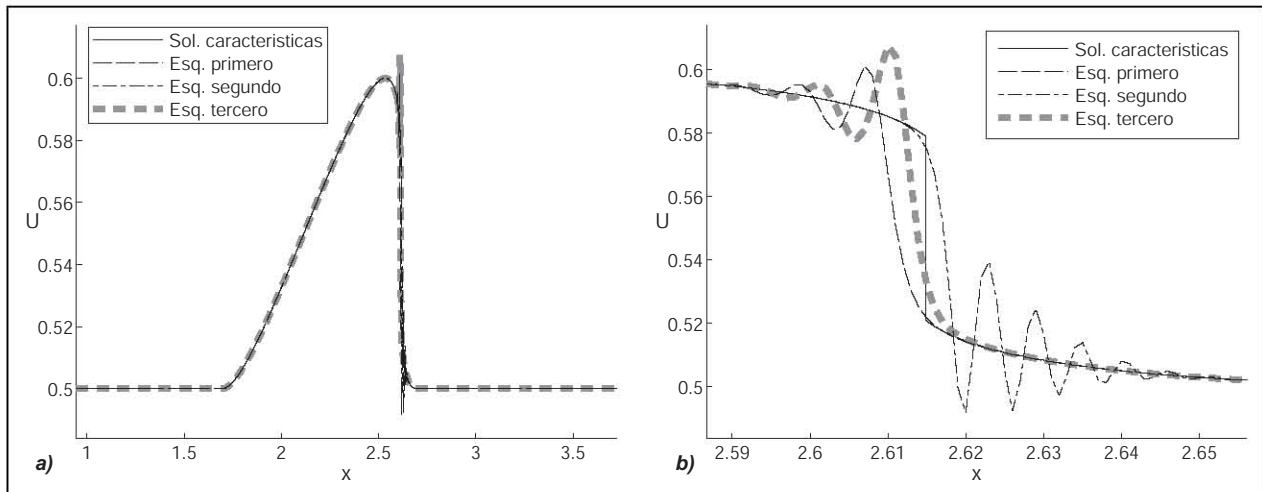 Sol. caracteristicas
Esq. primero
Esq. segundo
Esq. tercero
0.6
0.58
0.56
U
0.54
0.52
0.5
1
1.5
2
2.5
3
3.5
a)
x
Sol. caracteristicas
Esq. primero
Esq. segundo
Esq. tercero
0.6
0.58
0.56
U
0.54
0.52
0.5
2.59
2.6
2.61
2.62
2.63
2.64
2.65
b)
x